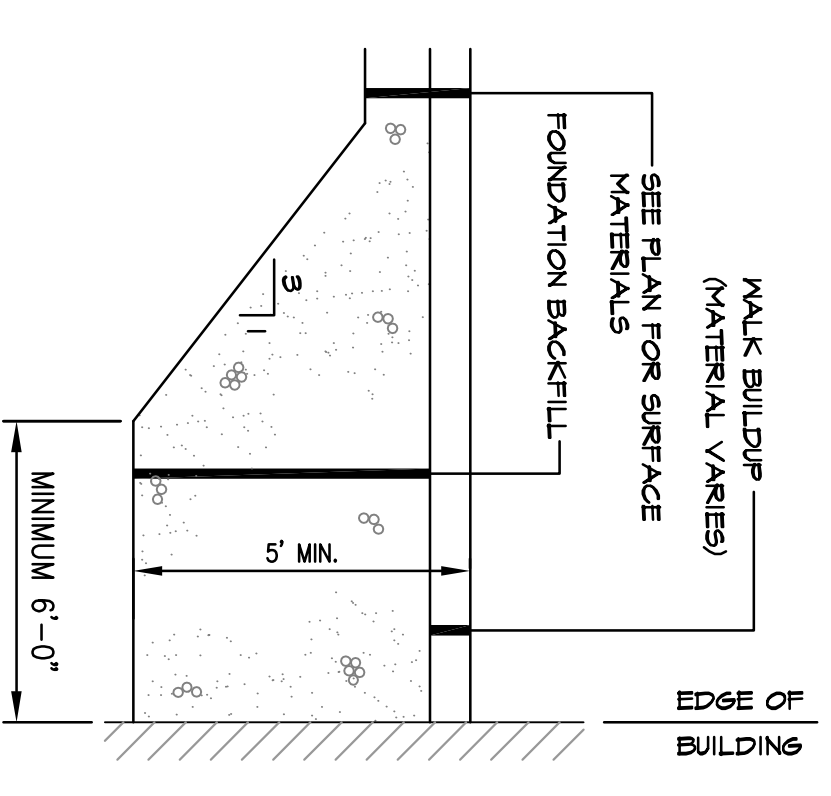 WALK BUILDUP
(MATERIAL VARIES)
SEE PLAN FOR SURFACE
MATERIALS
FOUNDATION BACKFILL
3
1
5' MIN.
MINIMUM 6'-0"
EDGE OF
BUILDING